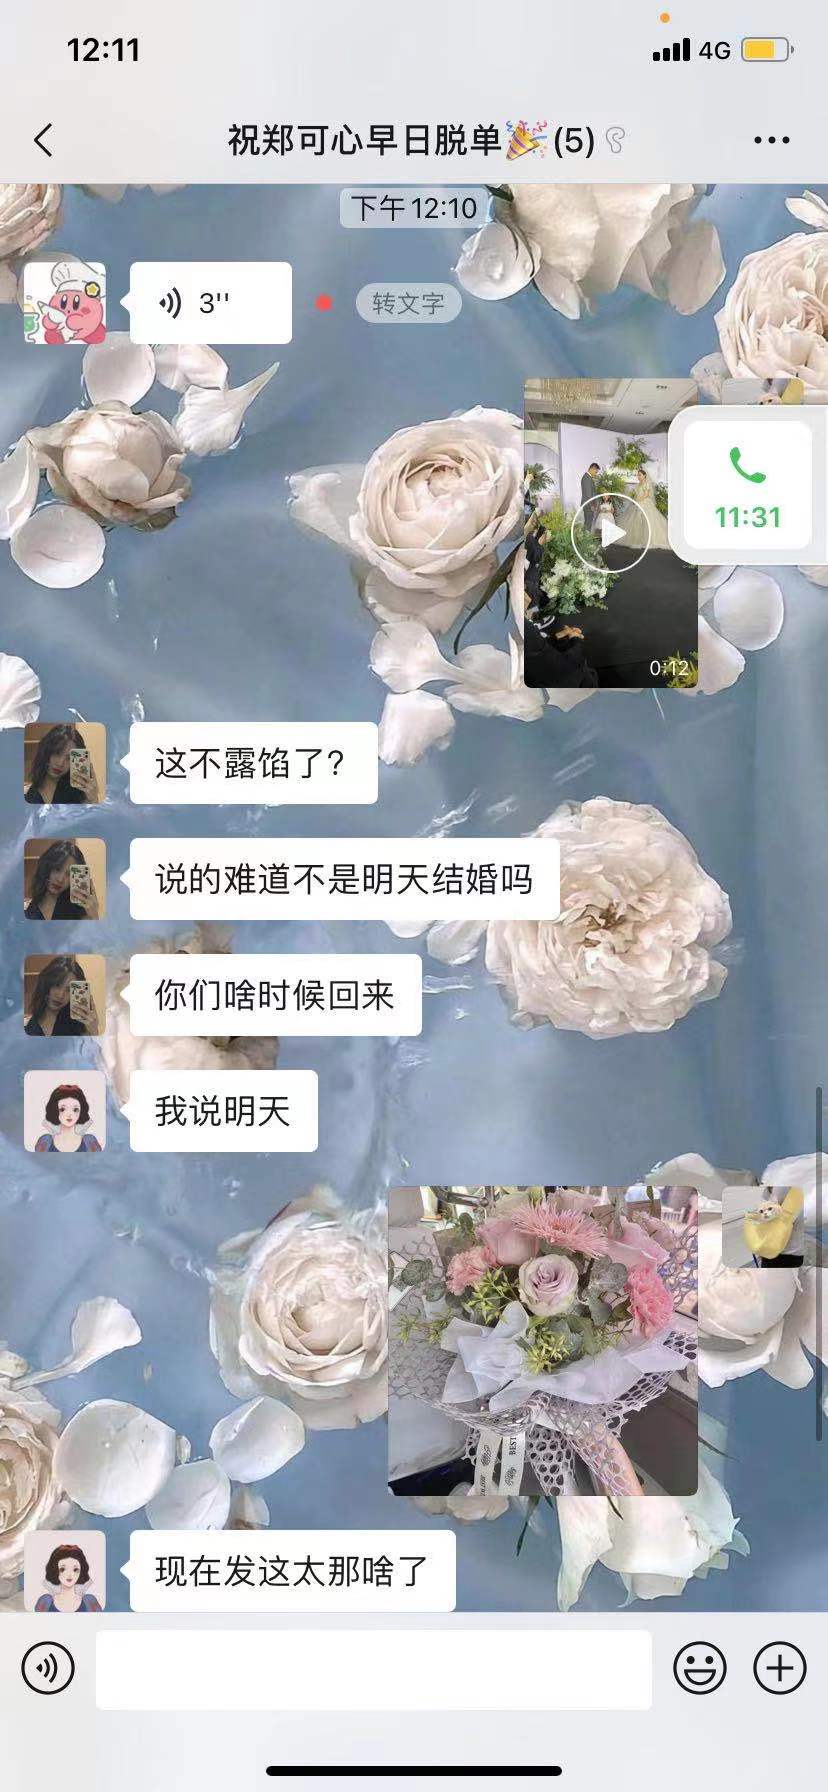 12:11
4G
祝郑可心早日脱单🎉(5)
下午12:10
3''
转文字
11:31
0:12
这不露馅了?
说的难道不是明天结婚吗
你们啥时候回来
我说明天
BEST
现在发这太那啥了